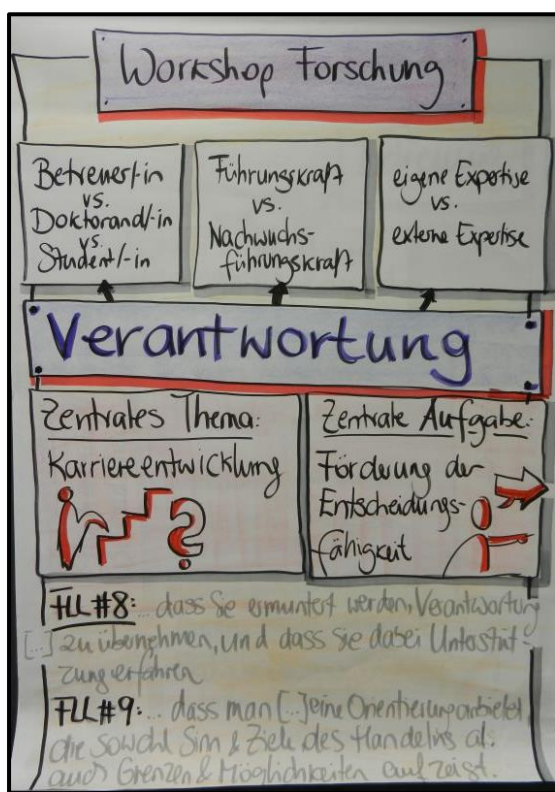 Workshop Forschung
Betreuer/-in
vs.
Doktorand/-in
vs.
Student/-in
Führungskraft
vs.
Nachwuchs-
führungskraft
eigene Expertise
vs.
externe Expertise
Verantwortung
Zentrales Thema:
Karriereentwicklung
Zentrale Aufgabe:
Förderung der
Entscheidungs-
fähigkeit
FLL #8: ... dass Sie ermuntert werden, Verantwortung
[...] zu übernehmen, und dass sie dabei Unterstüt-
zung erfahren
FLL #9: ... dass man [...] eine Orientierung anbietet,
die sowohl Sinn & Ziele des Handelns als
auch Grenzen & Möglichkeiten aufzeigt.